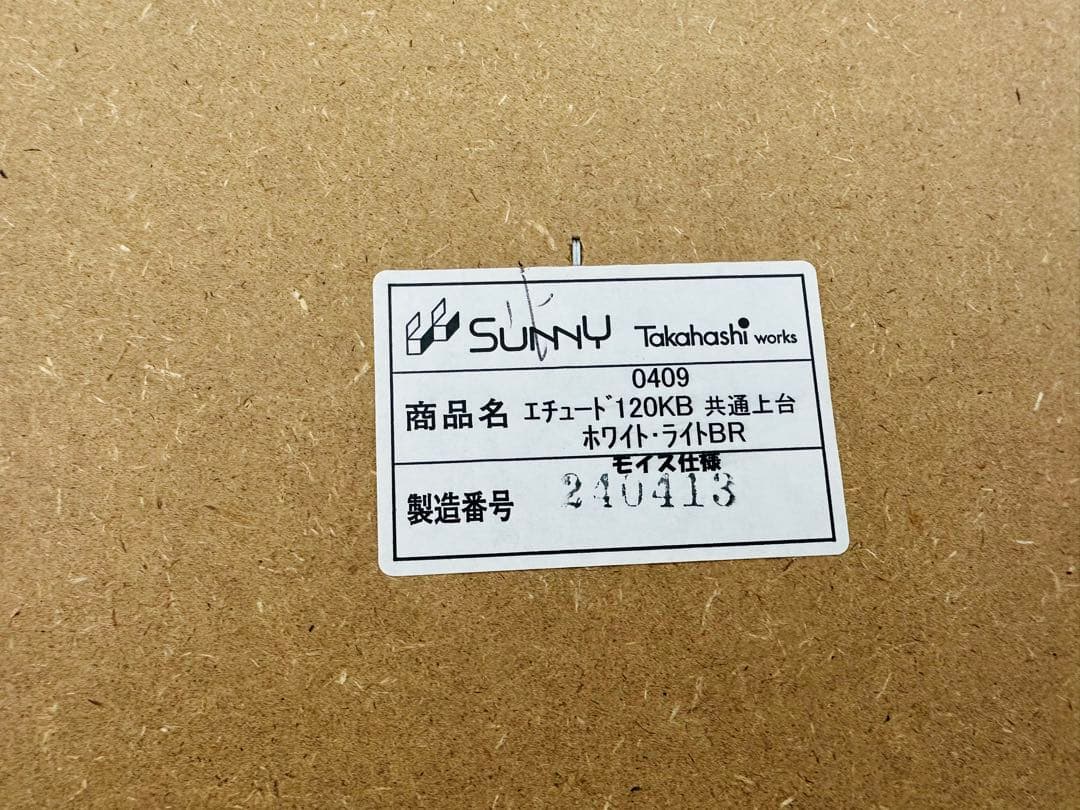 SUNNY Takahashi works
0409
商品名 ｴﾁｭｰﾄﾞ120KB 共通上台
ﾎﾜｲﾄ･ﾗｲﾄBR
モイス仕様
製造番号 240413